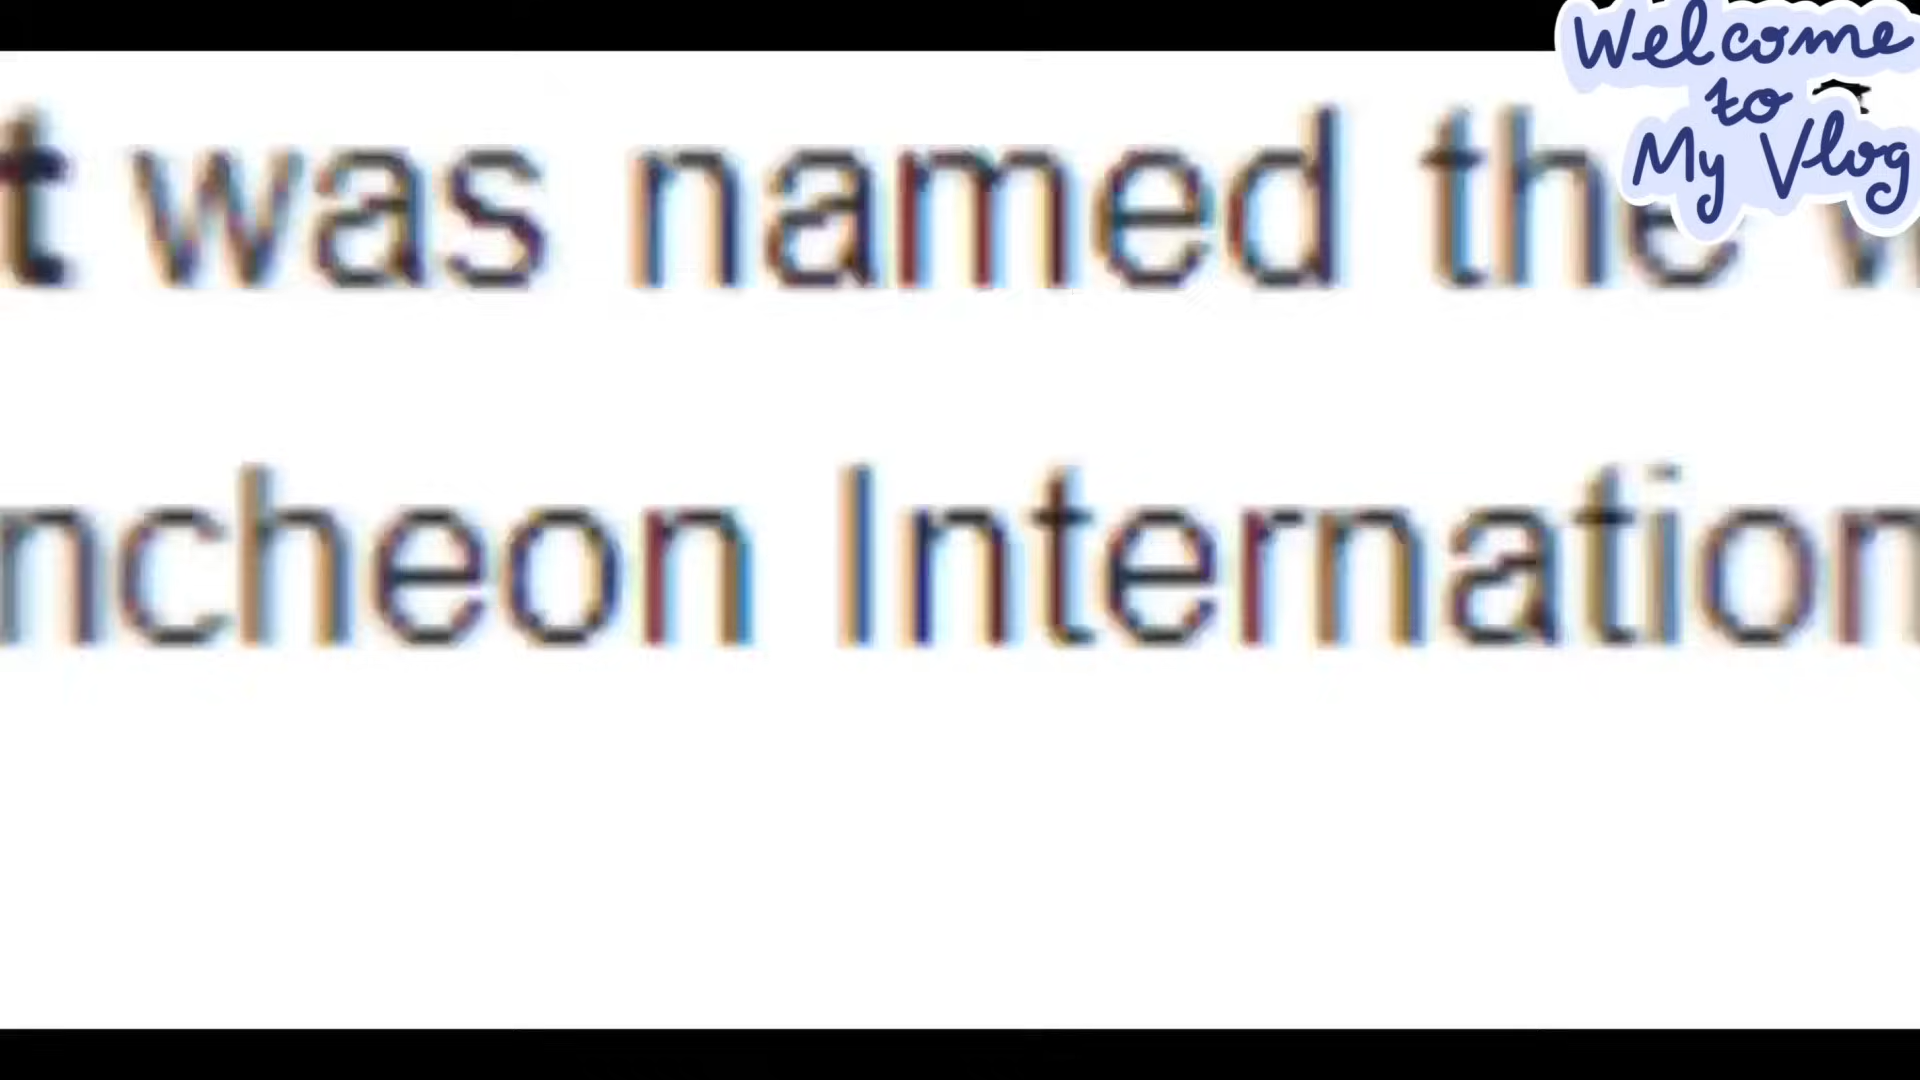 t was named the w
ncheon Internation
Welcome
to
My Vlog